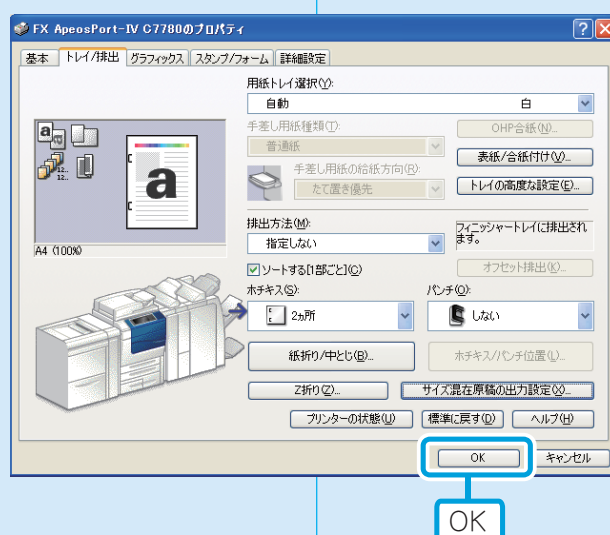 FX ApeosPort-IV C7780のプロパティ
基本 トレイ/排出 グラフィックス スタンプ/フォーム 詳細設定
用紙トレイ選択(Y):
自動 白
手差し用紙種類(T):
普通紙
OHP合紙(N)...
表紙/合紙付け(V)...
手差し用紙の給紙方向(R):
たて置き優先
トレイの高度な設定(E)...
A4 (100%)
排出方法(M):
指定しない
フィニッシャートレイに排出され
ます。
ソートする[1部ごと](C)
オフセット排出(K)...
ホチキス(S):
2ヵ所
パンチ(O):
しない
紙折り/中とじ(B)...
ホチキス/パンチ位置(L)...
Z折り(Z)...
サイズ混在原稿の出力設定(X)...
プリンターの状態(U)
標準に戻す(D)
ヘルプ(H)
OK
キャンセル
OK